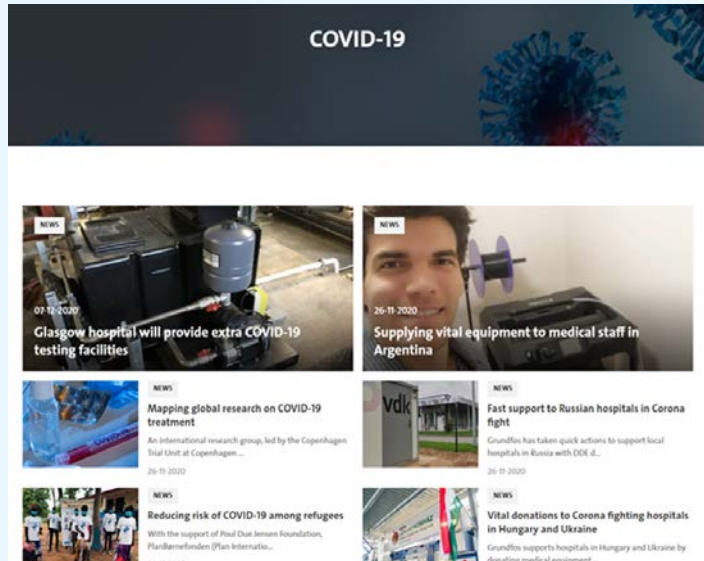 COVID-19
NEWS
07-12-2020
Glasgow hospital will provide extra COVID-19
testing facilities
NEWS
26-11-2020
Supplying vital equipment to medical staff in
Argentina
NEWS
Mapping global research on COVID-19
treatment
An international research group, led by the Copenhagen
Trial Unit at Copenhagen ...
26-11-2020
vdk
NEWS
Fast support to Russian hospitals in Corona
fight
Grundfos has taken quick actions to support local
hospitals in Russia with DDE d...
26-11-2020
NEWS
Reducing risk of COVID-19 among refugees
With the support of Poul Due Jensen Foundation,
PlanBørnefonden (Plan Internatio...
NEWS
Vital donations to Corona fighting hospitals
in Hungary and Ukraine
Grundfos supports hospitals in Hungary and Ukraine by
donating medical equipment ...